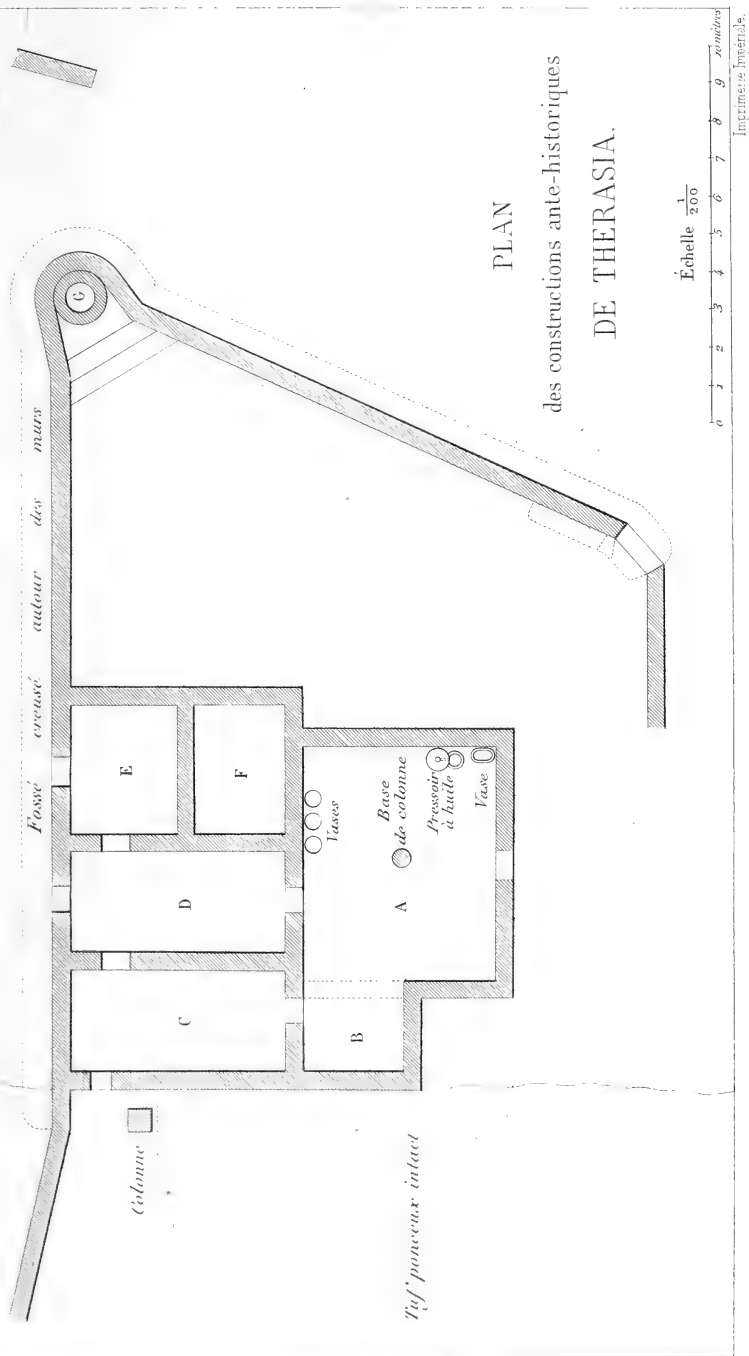 PLAN
des constructions ante-historiques
DE THERASIA.
Échelle 1/200
0 1 2 3 4 5 6 7 8 9 10 mètres
Imprimerie Impériale.
Fossé creusé autour des murs
G
E
F
D
C
Vases
Base
de colonne
Pressoir
à huile
Vase
A
B
Colonne
Tuf ponceux intact